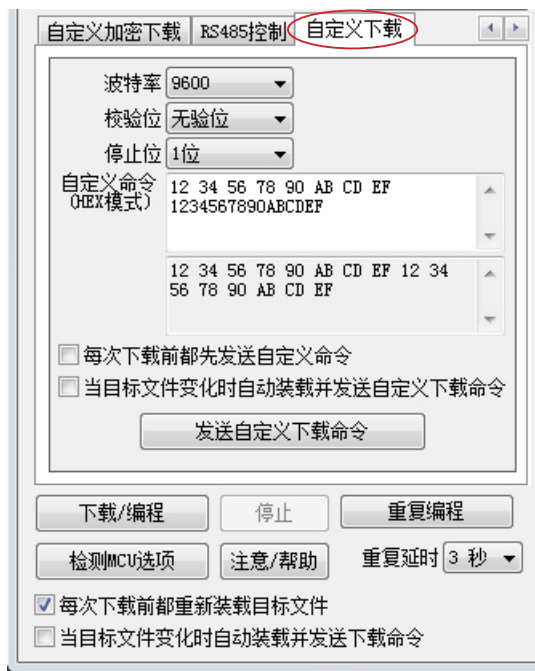 自定义加密下载 RS485控制 自定义下载
波特率 9600
校验位 无验位
停止位 1位
自定义命令
(HEX模式)
12 34 56 78 90 AB CD EF
1234567890ABCDEF
12 34 56 78 90 AB CD EF 12 34
56 78 90 AB CD EF
每次下载前都先发送自定义命令
当目标文件变化时自动装载并发送自定义下载命令
发送自定义下载命令
下载/编程 停止 重复编程
检测MCU选项 注意/帮助 重复延时 3 秒
每次下载前都重新装载目标文件
当目标文件变化时自动装载并发送下载命令